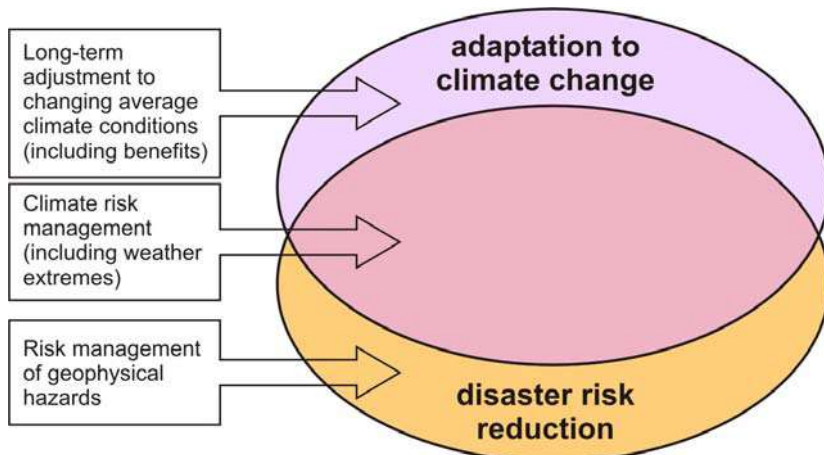 Long-term
adjustment to
changing average
climate conditions
(including benefits)
Climate risk
management
(including weather
extremes)
Risk management
of geophysical
hazards
adaptation to
climate change
disaster risk
reduction